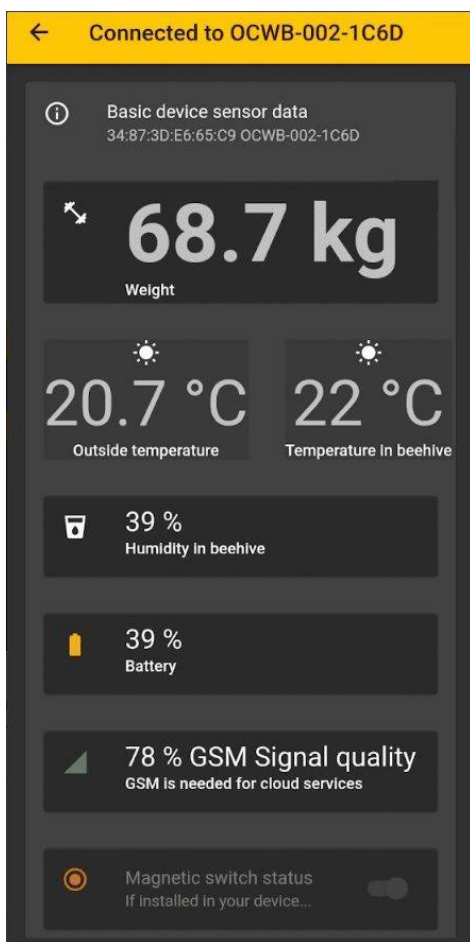 Connected to OCWB-002-1C6D
Basic device sensor data
34:87:3D:E6:65:C9 OCWB-002-1C6D
68.7 kg
Weight
20.7 °C
Outside temperature
22 °C
Temperature in beehive
39 %
Humidity in beehive
39 %
Battery
78 % GSM Signal quality
GSM is needed for cloud services
Magnetic switch status
If installed in your device...